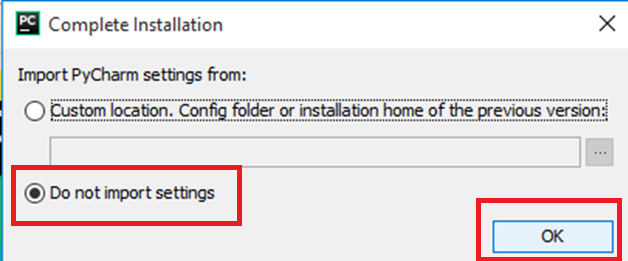 PC Complete Installation
Import PyCharm settings from:
Custom location. Config folder or installation home of the previous version:
...
Do not import settings
OK